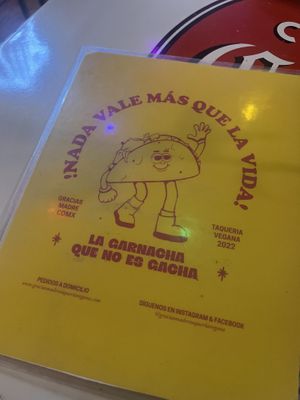 ¡NADA VALE MÁS QUE LA VIDA!
GRACIAS
MADRE
CDMX
TAQUERIA
VEGANA
2022
LA GARNACHA
QUE NO ES GACHA
PEDIDOS A DOMICILIO
SIGUENOS EN INSTAGRAM & FACEBOOK